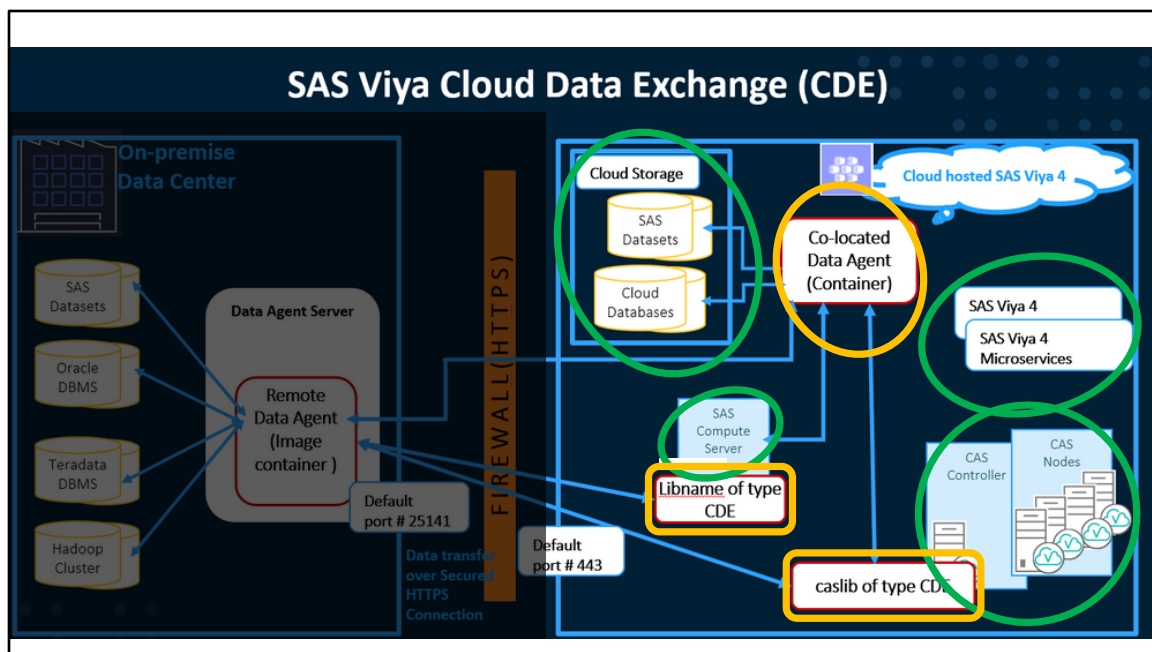 SAS Viya Cloud Data Exchange (CDE)
On-premise
Data Center
SAS
Datasets
Oracle
DBMS
Teradata
DBMS
Hadoop
Cluster
Data Agent Server
Remote
Data Agent
(Image
container )
Default
port # 25141
Data transfer
over Secured
HTTPS
Connection
FIREWALL(HTTPS)
Default
port # 443
Cloud Storage
SAS
Datasets
Cloud
Databases
Cloud hosted SAS Viya 4
Co-located
Data Agent
(Container)
SAS Viya 4
SAS Viya 4
Microservices
SAS
Compute
Server
Libname of type
CDE
CAS
Controller
CAS
Nodes
caslib of type CDE